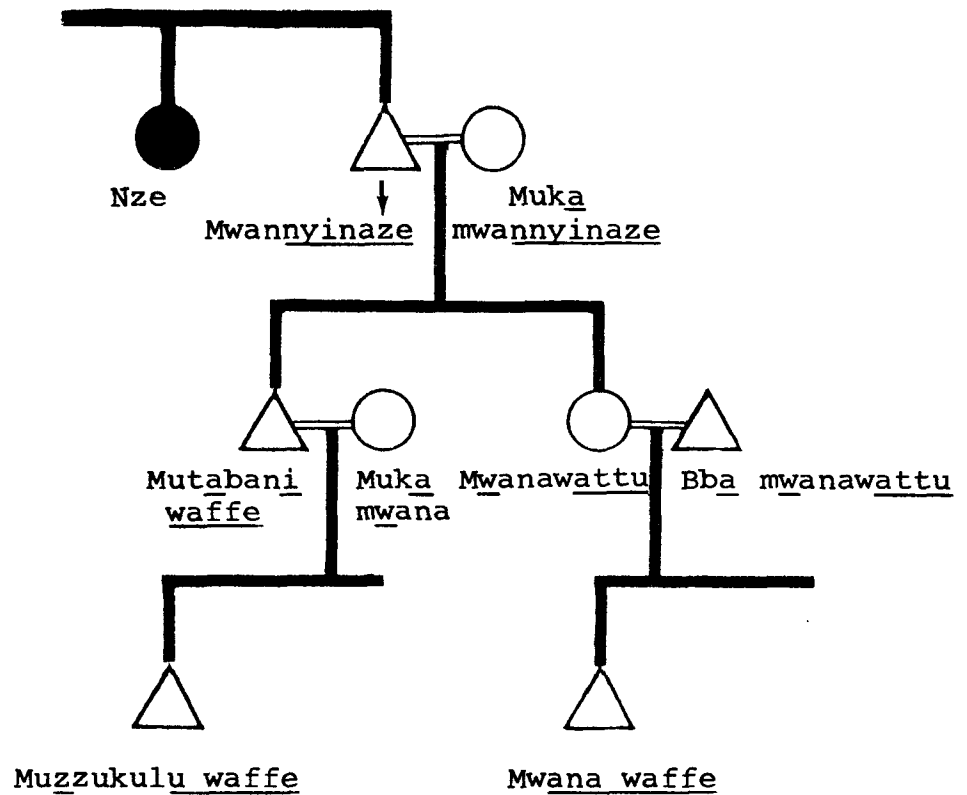 Nze
Muka
Mwannyinaze mwannyinaze
Mutabani Muka Mwanawattu Bba mwanawattu
waffe mwana
Muzzukulu waffe Mwana waffe